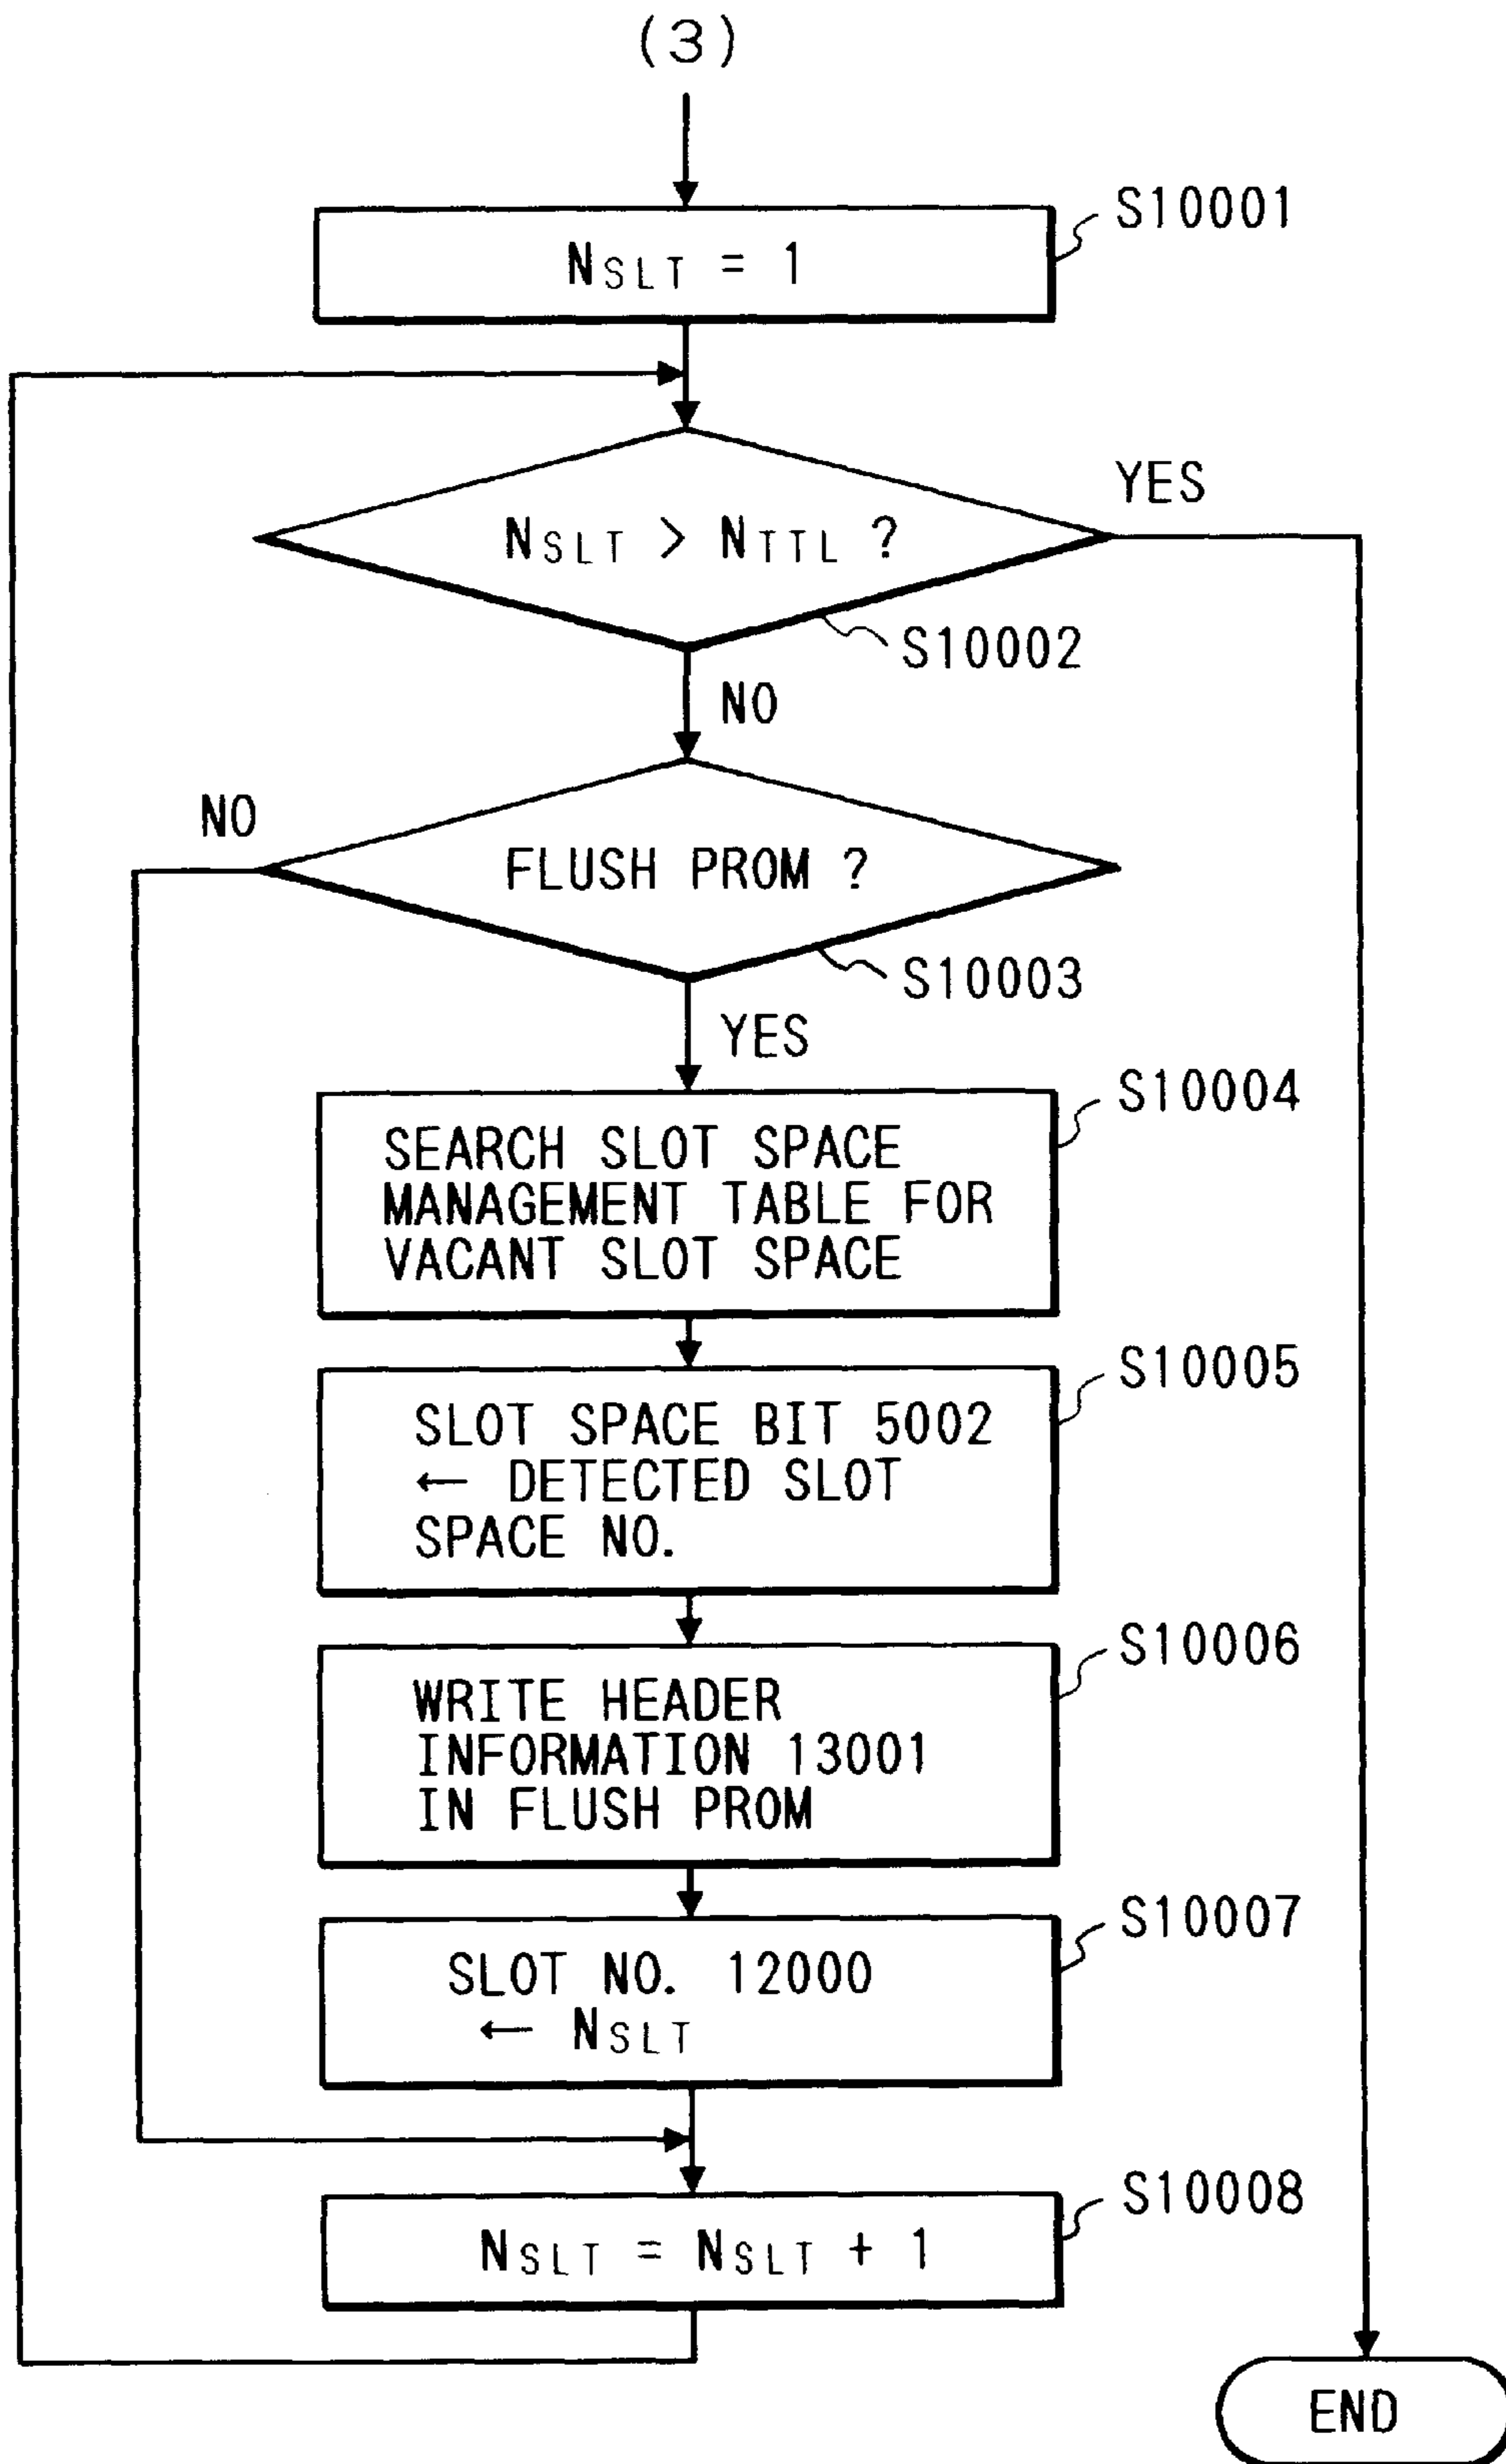 (3)
S10001
NSLT = 1
YES
NSLT > NTTL ?
S10002
NO
NO
FLUSH PROM ?
S10003
YES
S10004
SEARCH SLOT SPACE
MANAGEMENT TABLE FOR
VACANT SLOT SPACE
S10005
SLOT SPACE BIT 5002
← DETECTED SLOT
SPACE NO.
S10006
WRITE HEADER
INFORMATION 13001
IN FLUSH PROM
S10007
SLOT NO. 12000
← NSLT
S10008
NSLT = NSLT + 1
END